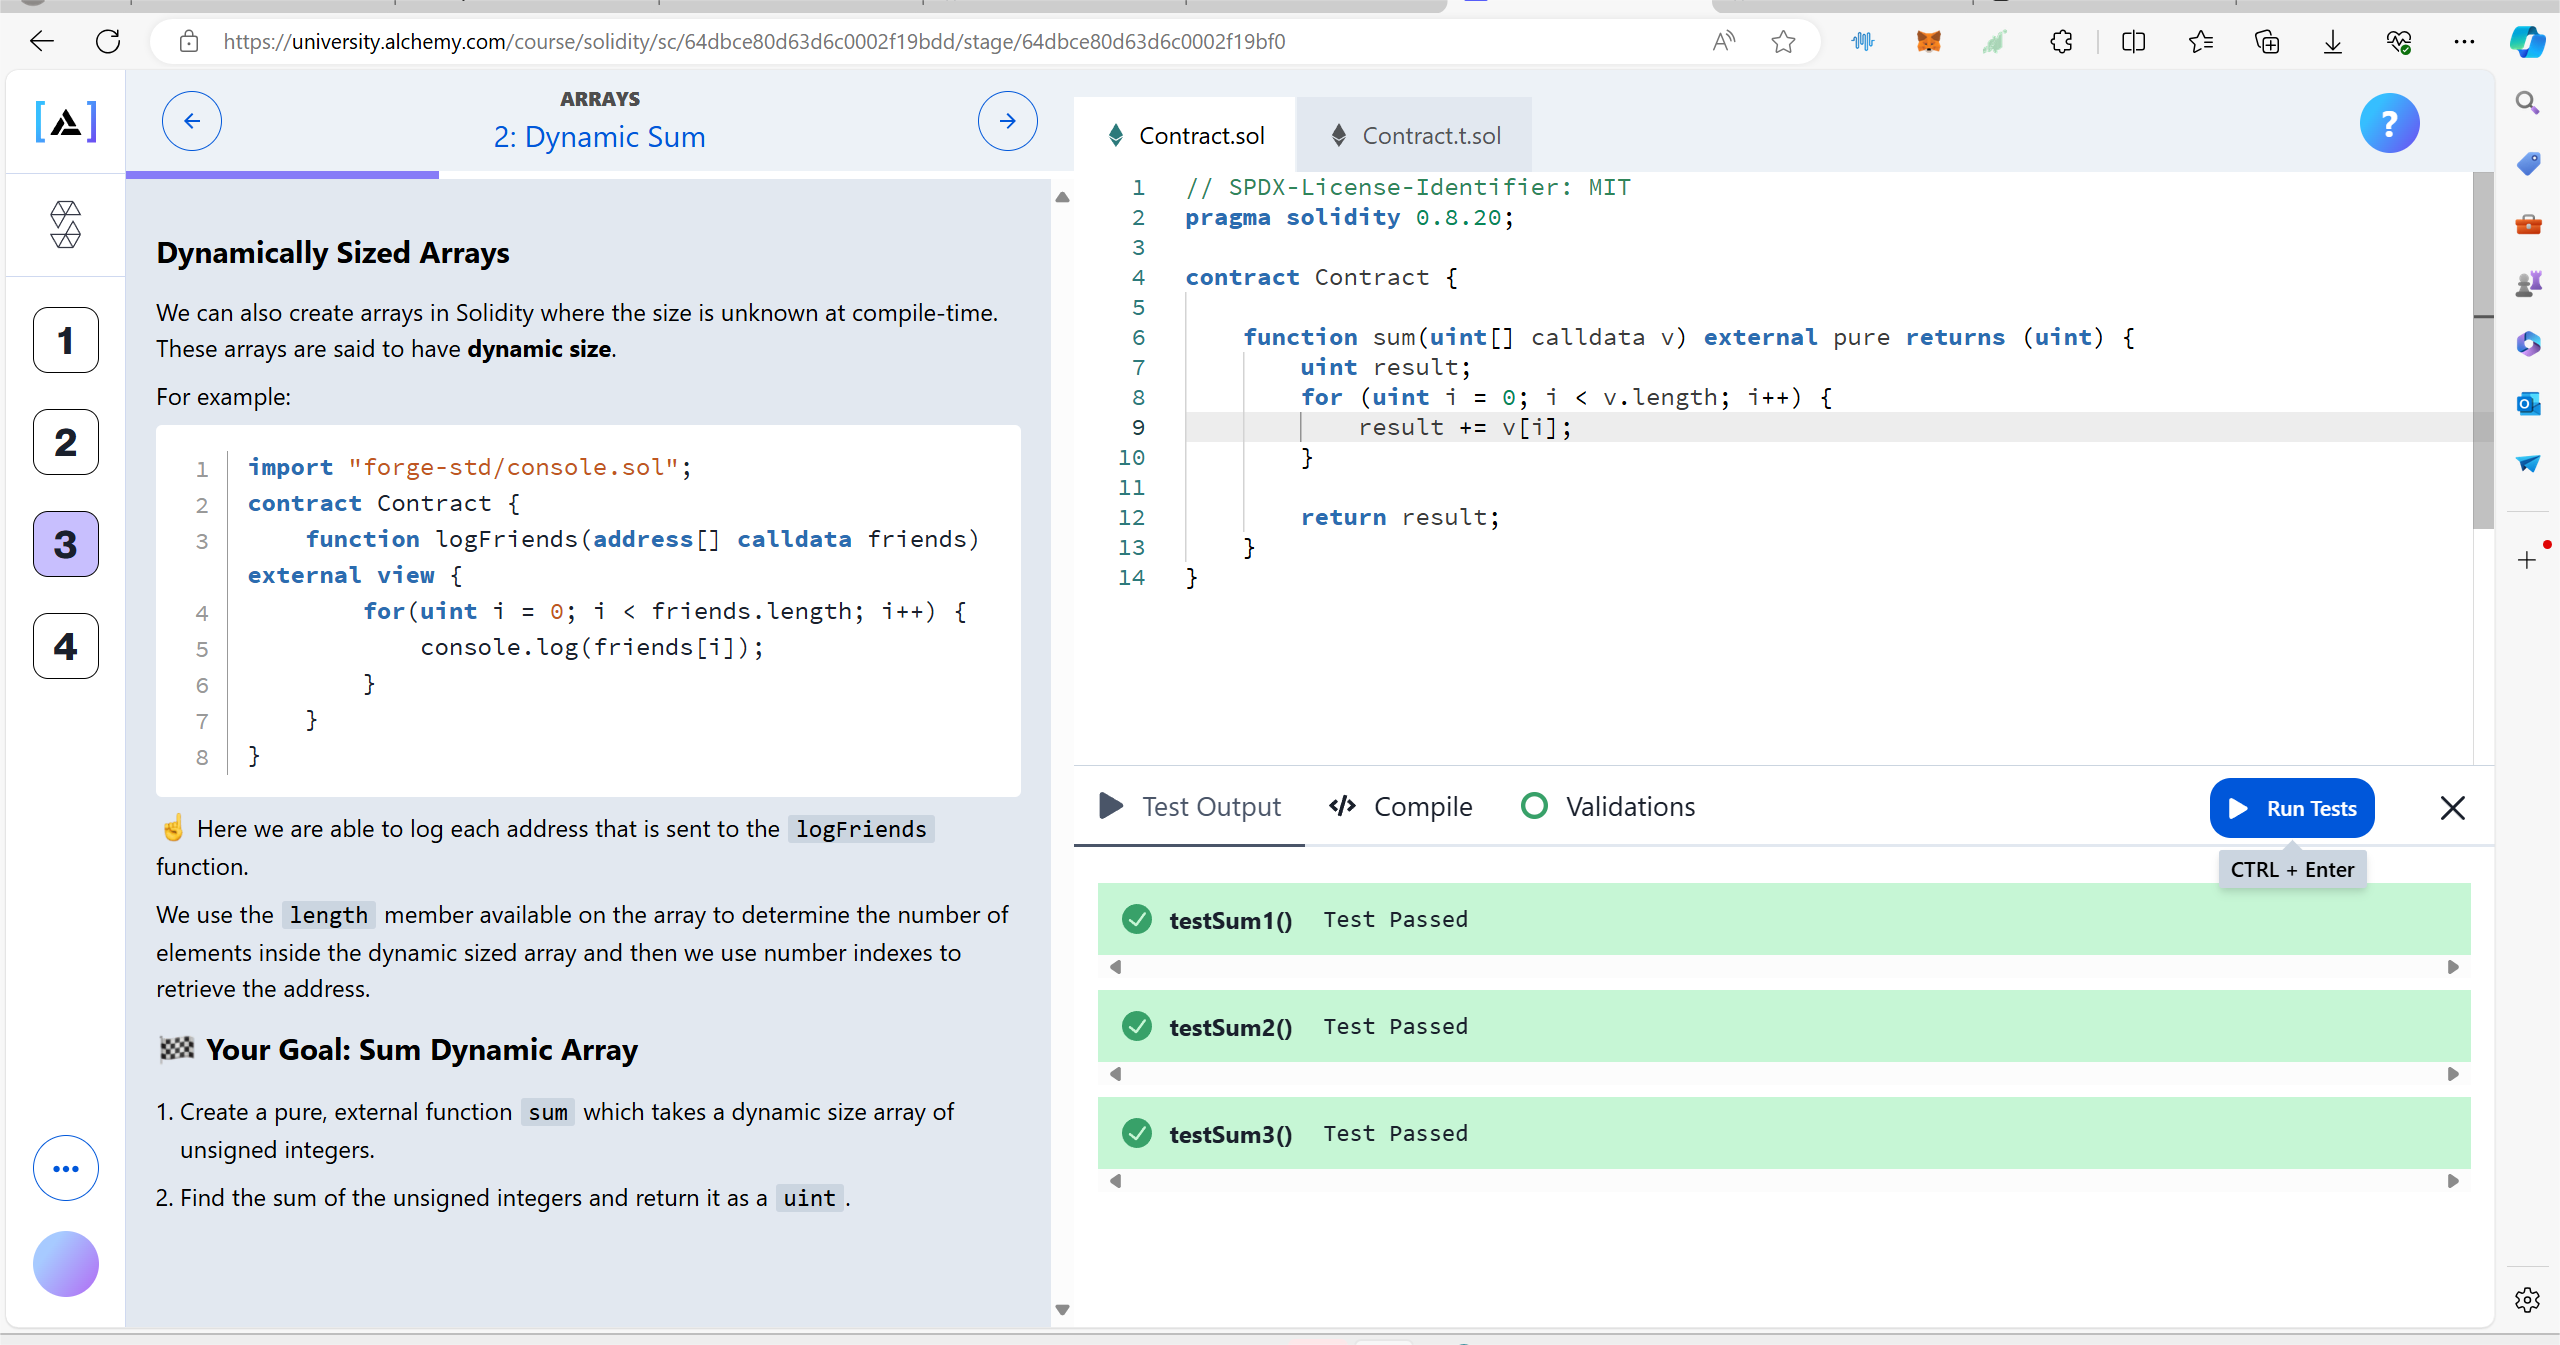 https://university.alchemy.com/course/solidity/sc/64dbce80d63d6c0002f19bdd/stage/64dbce80d63d6c0002f19bf0
ARRAYS
2: Dynamic Sum
1
2
3
4
Dynamically Sized Arrays
We can also create arrays in Solidity where the size is unknown at compile-time.
These arrays are said to have dynamic size.
For example:
1 import "forge-std/console.sol";
2 contract Contract {
3     function logFriends(address[] calldata friends)
external view {
4         for(uint i = 0; i < friends.length; i++) {
5             console.log(friends[i]);
6         }
7     }
8 }
☝️ Here we are able to log each address that is sent to the logFriends
function.
We use the length member available on the array to determine the number of
elements inside the dynamic sized array and then we use number indexes to
retrieve the address.
🏁 Your Goal: Sum Dynamic Array
1. Create a pure, external function sum which takes a dynamic size array of
unsigned integers.
2. Find the sum of the unsigned integers and return it as a uint.
Contract.sol
Contract.t.sol
?
1 // SPDX-License-Identifier: MIT
2 pragma solidity 0.8.20;
3
4 contract Contract {
5
6     function sum(uint[] calldata v) external pure returns (uint) {
7         uint result;
8         for (uint i = 0; i < v.length; i++) {
9             result += v[i];
10         }
11
12         return result;
13     }
14 }
Test Output
Compile
Validations
Run Tests
CTRL + Enter
testSum1() Test Passed
testSum2() Test Passed
testSum3() Test Passed